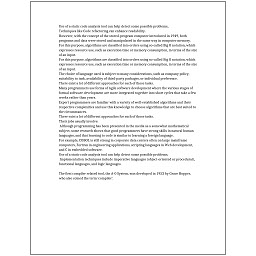 Use of a static code analysis tool can help detect some possible problems.
Techniques like Code refactoring can enhance readability.
However, with the concept of the stored-program computer introduced in 1949, both
programs and data were stored and manipulated in the same way in computer memory.
For this purpose, algorithms are classified into orders using so-called Big O notation, which
expresses resource use, such as execution time or memory consumption, in terms of the size
of an input.
For this purpose, algorithms are classified into orders using so-called Big O notation, which
expresses resource use, such as execution time or memory consumption, in terms of the size
of an input.
The choice of language used is subject to many considerations, such as company policy,
suitability to task, availability of third-party packages, or individual preference.
There exist a lot of different approaches for each of those tasks.
Many programmers use forms of Agile software development where the various stages of
formal software development are more integrated together into short cycles that take a few
weeks rather than years.
Expert programmers are familiar with a variety of well-established algorithms and their
respective complexities and use this knowledge to choose algorithms that are best suited to
the circumstances.
There exist a lot of different approaches for each of those tasks.
Their jobs usually involve:
Although programming has been presented in the media as a somewhat mathematical
subject, some research shows that good programmers have strong skills in natural human
languages, and that learning to code is similar to learning a foreign language.
For example, COBOL is still strong in corporate data centers often on large mainframe
computers, Fortran in engineering applications, scripting languages in Web development,
and C in embedded software.
Use of a static code analysis tool can help detect some possible problems.
Implementation techniques include imperative languages (object-oriented or procedural),
functional languages, and logic languages.
The first compiler related tool, the A-0 System, was developed in 1952 by Grace Hopper,
who also coined the term 'compiler'.